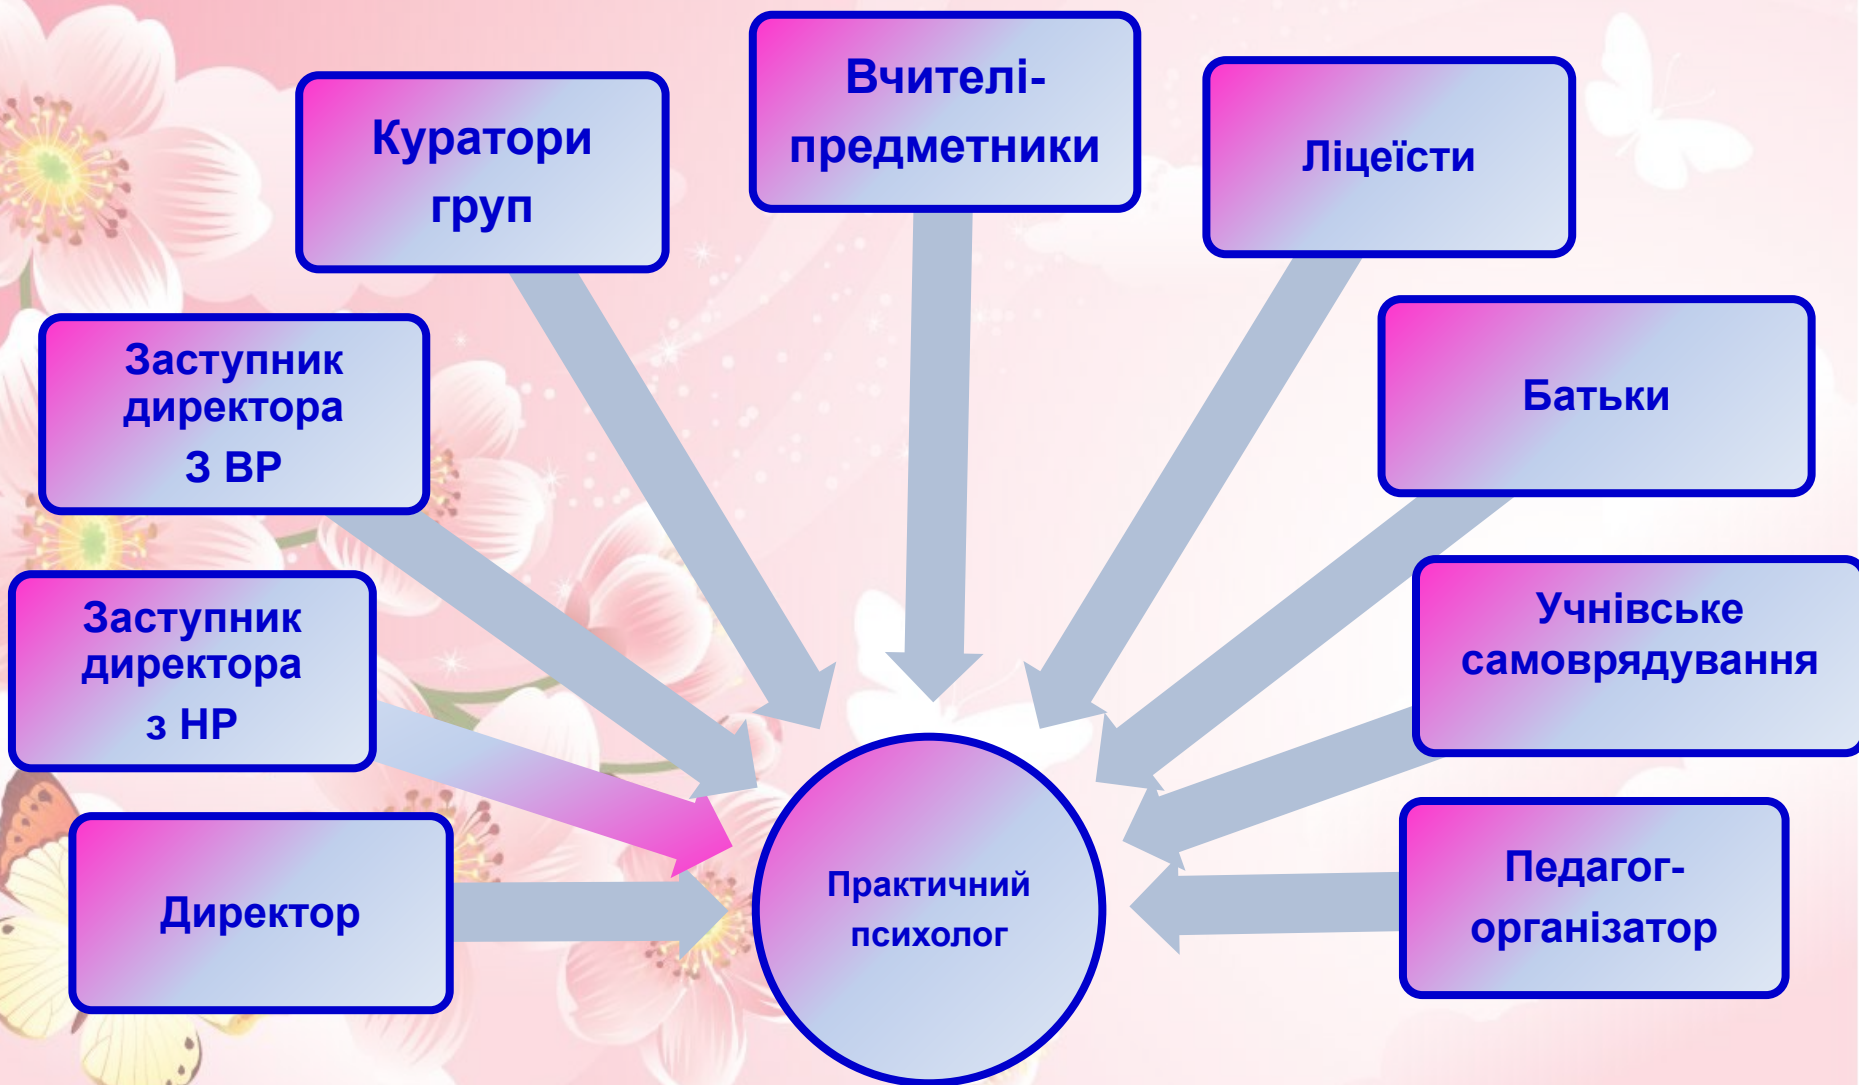 Вчителі-
предметники
Куратори
груп
Ліцеїсти
Заступник
директора
З ВР
Батьки
Заступник
директора
з НР
Учнівське
самоврядування
Директор
Практичний
психолог
Педагог-
організатор